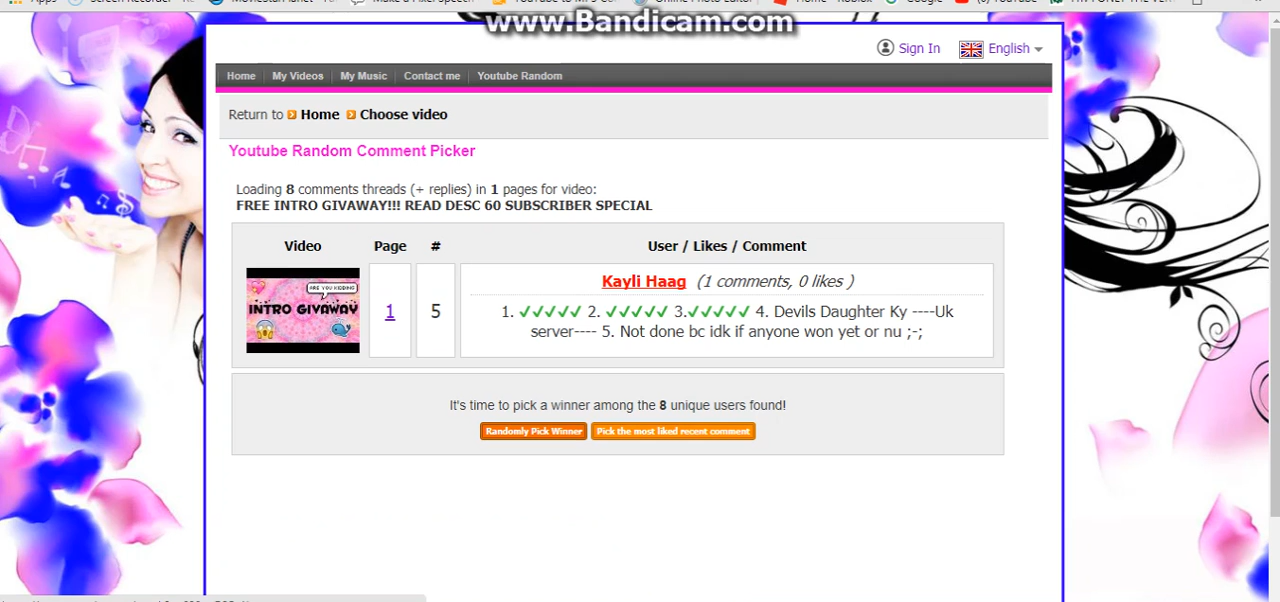 www.Bandicam.com
Sign In English
Home My Videos My Music Contact me Youtube Random
Return to Home Choose video
Youtube Random Comment Picker
Loading 8 comments threads (+ replies) in 1 pages for video:
FREE INTRO GIVAWAY!!! READ DESC 60 SUBSCRIBER SPECIAL
Video Page # User / Likes / Comment
ARE YOU KIDDING
INTRO GIVAWAY
1
5
Kayli Haag (1 comments, 0 likes )
1. ✓✓✓✓✓ 2. ✓✓✓✓✓ 3.✓✓✓✓✓ 4. Devils Daughter Ky ----Uk
server---- 5. Not done bc idk if anyone won yet or nu ;-;
It's time to pick a winner among the 8 unique users found!
Randomly Pick Winner Pick the most liked recent comment